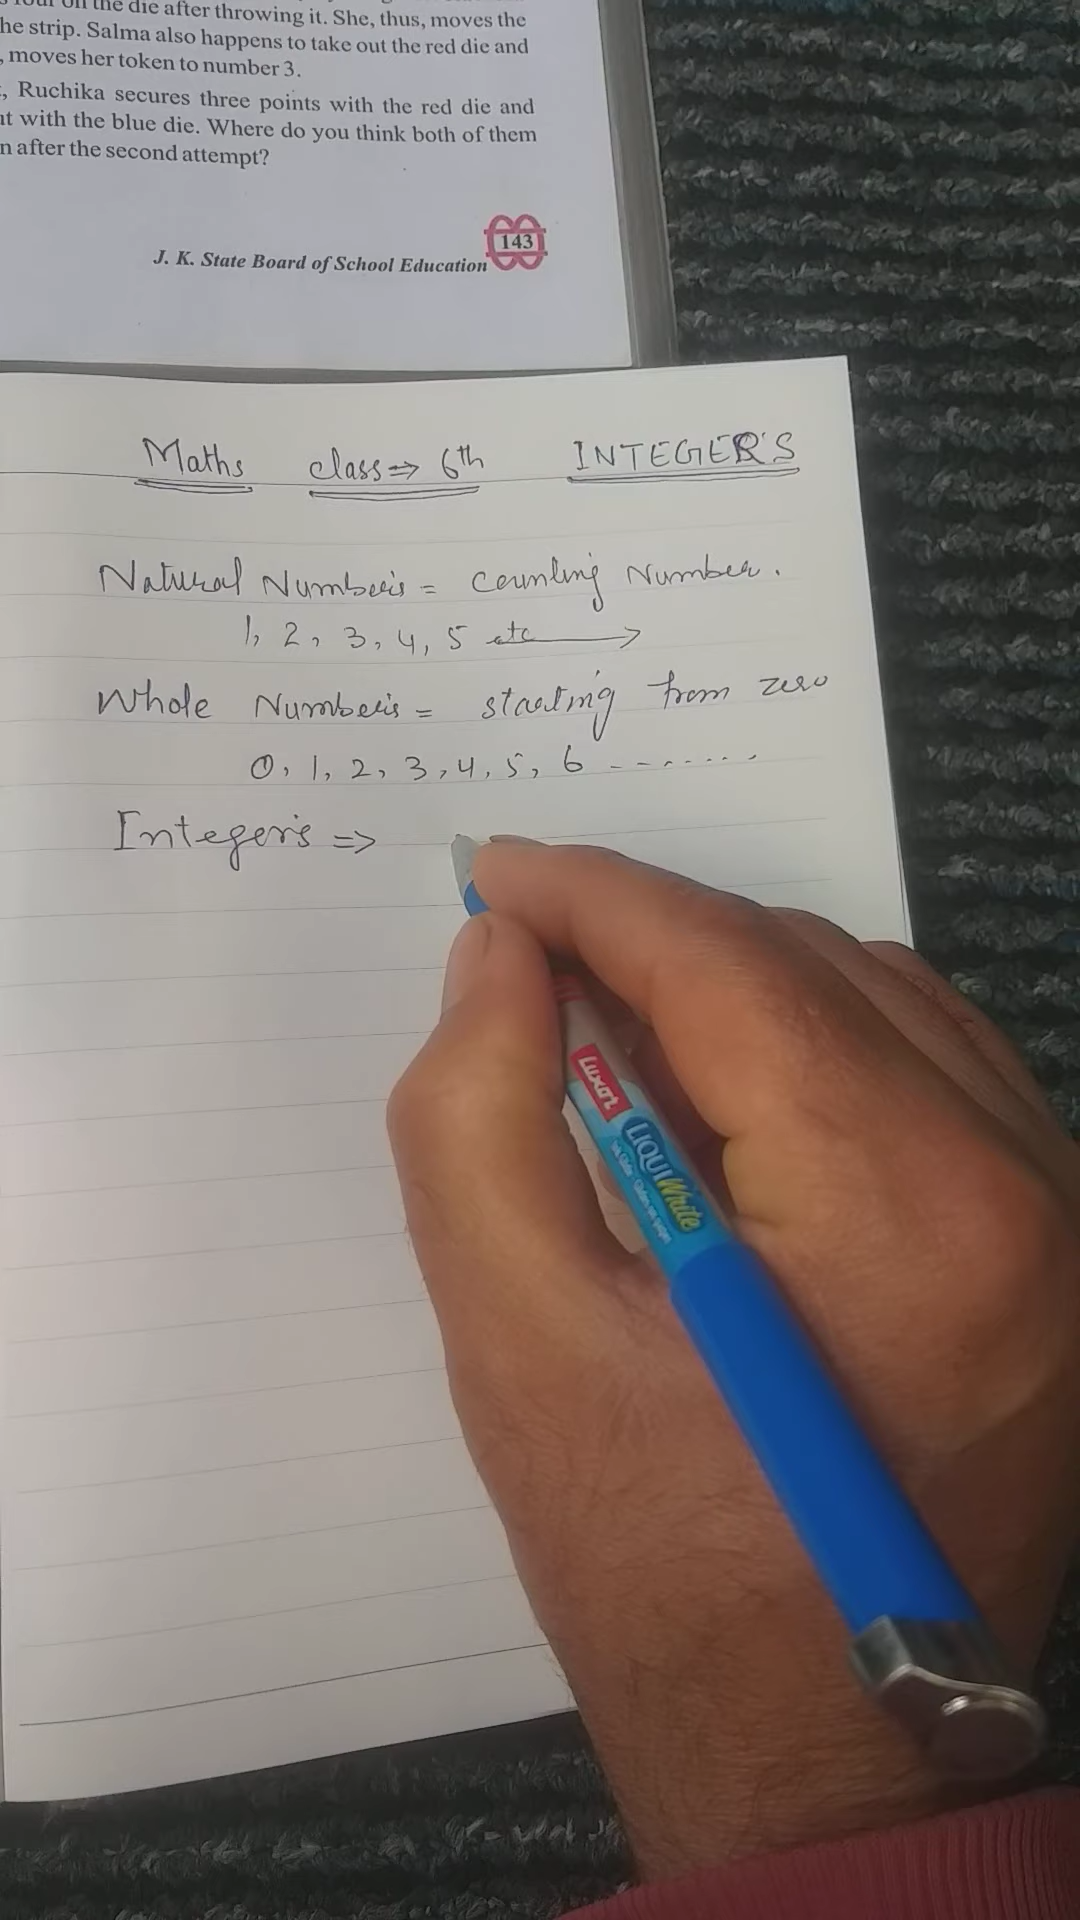 on the die after throwing it. She, thus, moves the
he strip. Salma also happens to take out the red die and
, moves her token to number 3.
, Ruchika secures three points with the red die and
with the blue die. Where do you think both of them
after the second attempt?
J. K. State Board of School Education
143
Maths class ⇒ 6th INTEGER'S
Natural Numbers = Counting Number.
1, 2, 3, 4, 5 etc →
Whole Numbers = starting from zero
0, 1, 2, 3, 4, 5, 6 - - - - . . . .
Integers ⇒
Luxor
LIQUIWrite